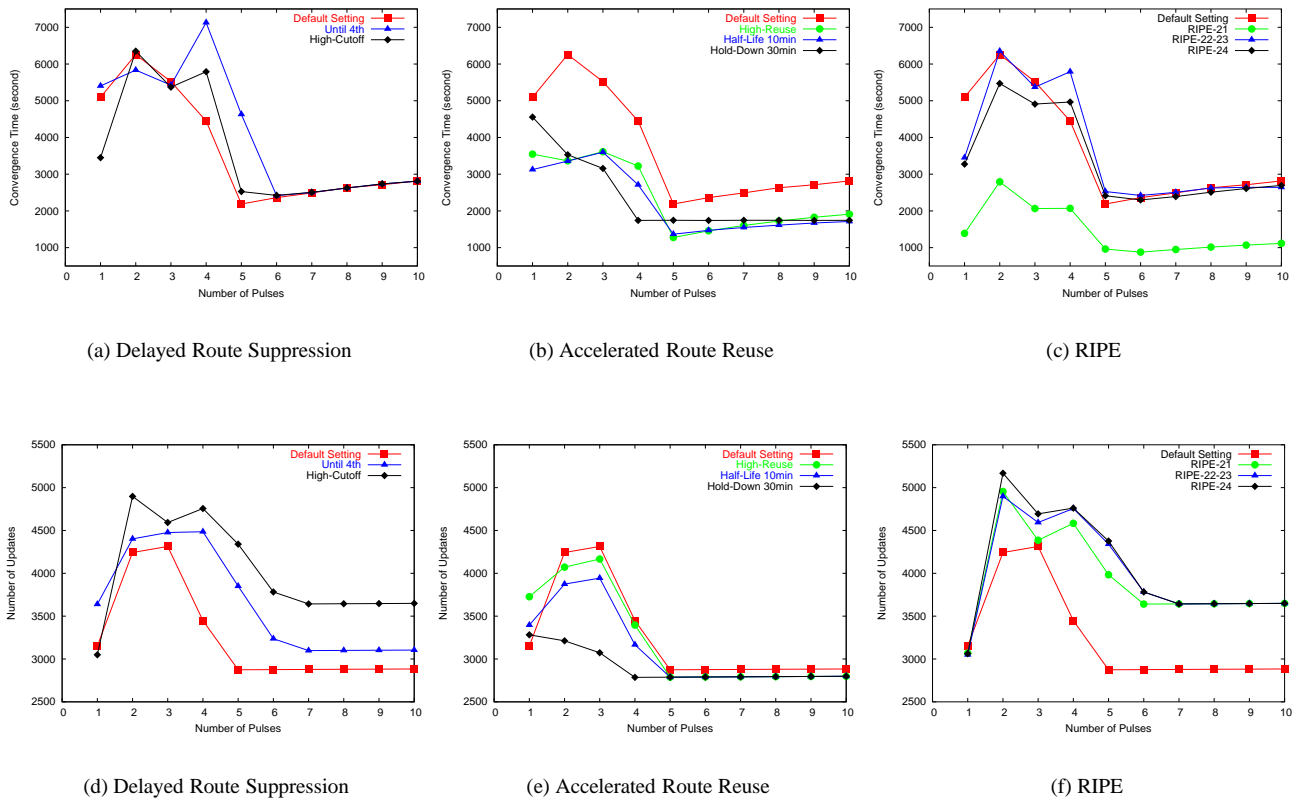 7000
6000
5000
4000
3000
2000
1000
0 1 2 3 4 5 6 7 8 9 10
Convergence Time (second)
Number of Pulses
Default Setting
Until 4th
High-Cutoff
(a) Delayed Route Suppression
7000
6000
5000
4000
3000
2000
1000
0 1 2 3 4 5 6 7 8 9 10
Convergence Time (second)
Number of Pulses
Default Setting
High-Reuse
Half-Life 10min
Hold-Down 30min
(b) Accelerated Route Reuse
7000
6000
5000
4000
3000
2000
1000
0 1 2 3 4 5 6 7 8 9 10
Convergence Time (second)
Number of Pulses
Default Setting
RIPE-21
RIPE-22-23
RIPE-24
(c) RIPE
5500
5000
4500
4000
3500
3000
2500
0 1 2 3 4 5 6 7 8 9 10
Number of Updates
Number of Pulses
Default Setting
Until 4th
High-Cutoff
(d) Delayed Route Suppression
5500
5000
4500
4000
3500
3000
2500
0 1 2 3 4 5 6 7 8 9 10
Number of Updates
Number of Pulses
Default Setting
High-Reuse
Half-Life 10min
Hold-Down 30min
(e) Accelerated Route Reuse
5500
5000
4500
4000
3500
3000
2500
0 1 2 3 4 5 6 7 8 9 10
Number of Updates
Number of Pulses
Default Setting
RIPE-21
RIPE-22-23
RIPE-24
(f) RIPE